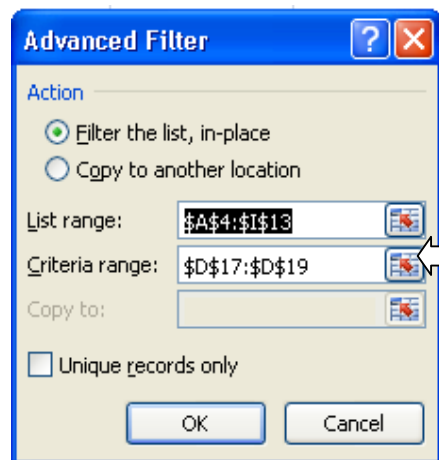 Advanced Filter
Action
Filter the list, in-place
Copy to another location
List range: $A$4:$I$13
Criteria range: $D$17:$D$19
Copy to:
Unique records only
OK Cancel